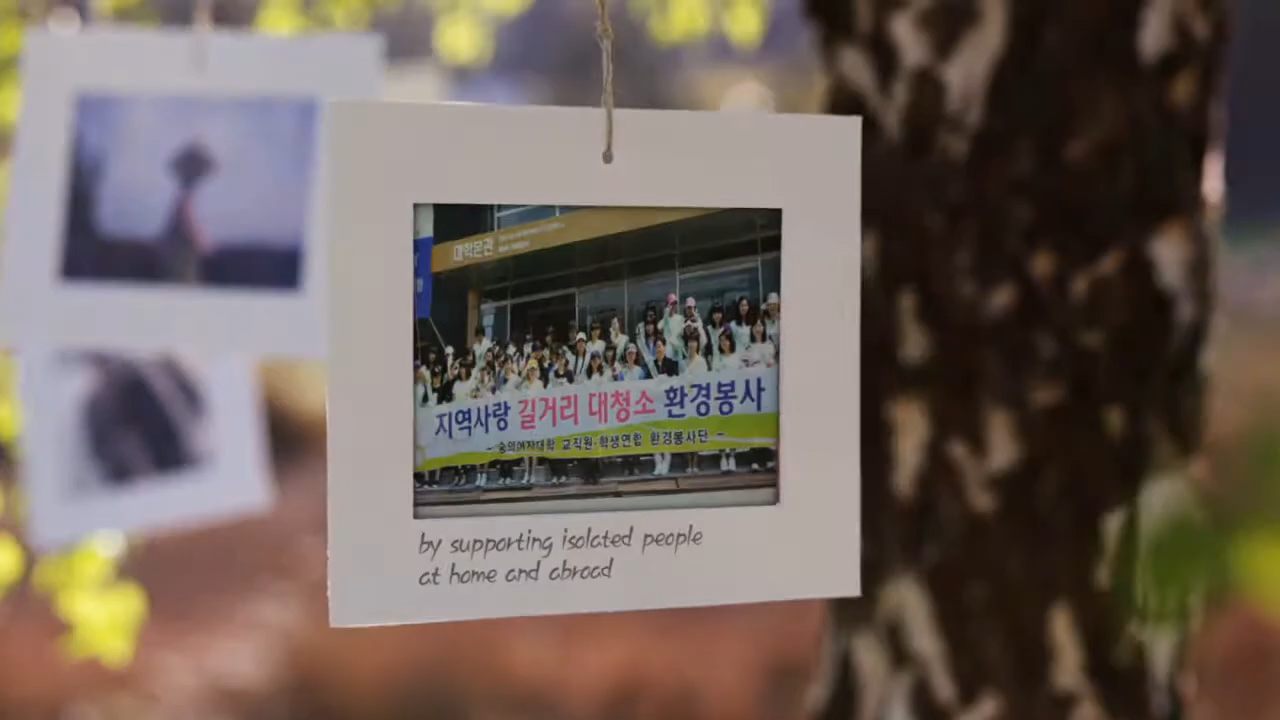 대학문관
지역사랑 길거리 대청소 환경봉사
- 숭의여자대학 교직원·학생연합 환경봉사단 -
by supporting isolated people
at home and abroad